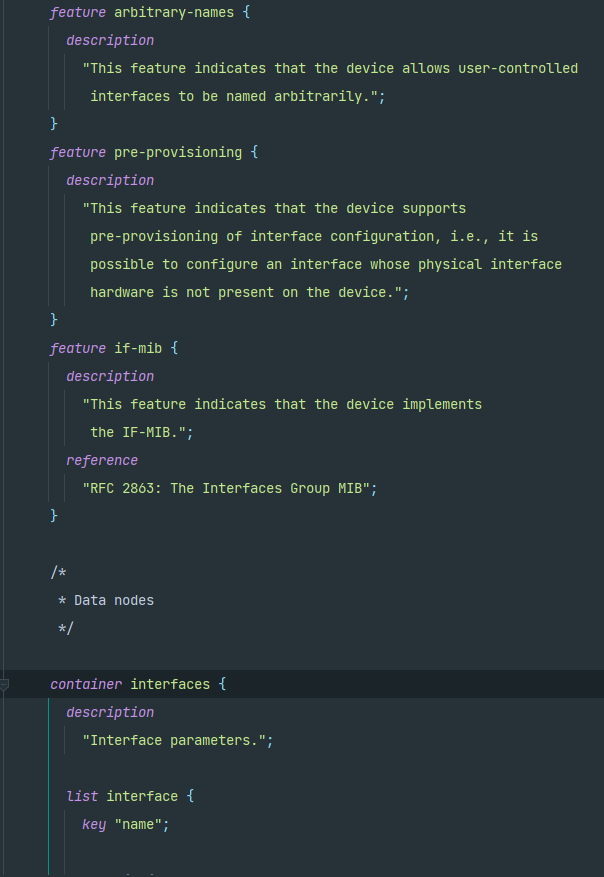 feature arbitrary-names {
description
"This feature indicates that the device allows user-controlled
interfaces to be named arbitrarily.";
}
feature pre-provisioning {
description
"This feature indicates that the device supports
pre-provisioning of interface configuration, i.e., it is
possible to configure an interface whose physical interface
hardware is not present on the device.";
}
feature if-mib {
description
"This feature indicates that the device implements
the IF-MIB.";
reference
"RFC 2863: The Interfaces Group MIB";
}
/*
* Data nodes
*/
container interfaces {
description
"Interface parameters.";
list interface {
key "name";